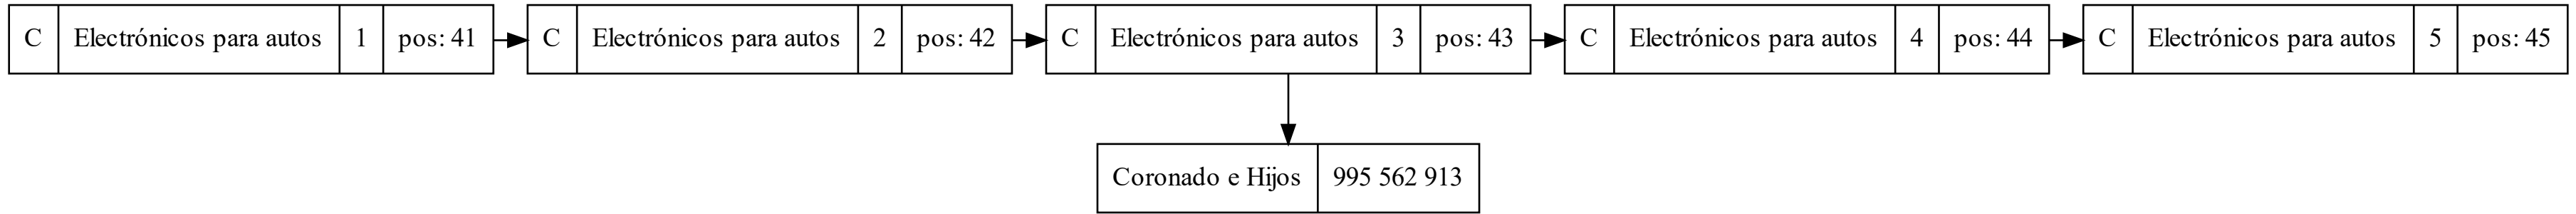 C Electrónicos para autos 1 pos: 41 C Electrónicos para autos 2 pos: 42 C Electrónicos para autos 3 pos: 43 C Electrónicos para autos 4 pos: 44 C Electrónicos para autos 5 pos: 45
Coronado e Hijos 995 562 913